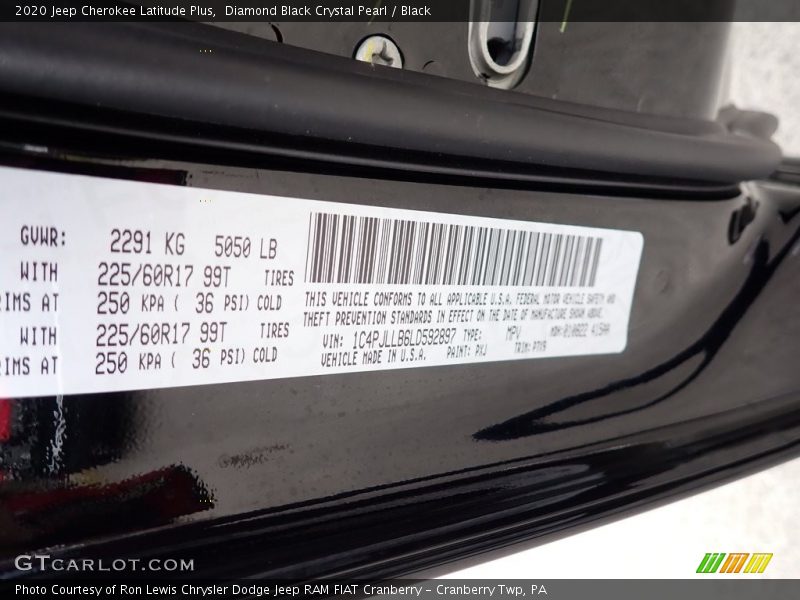 2020 Jeep Cherokee Latitude Plus, Diamond Black Crystal Pearl / Black
GVWR: 2291 KG 5050 LB
WITH 225/60R17 99T TIRES
RIMS AT 250 KPA ( 36 PSI) COLD
WITH 225/60R17 99T TIRES
RIMS AT 250 KPA ( 36 PSI) COLD
THIS VEHICLE CONFORMS TO ALL APPLICABLE U.S.A. FEDERAL MOTOR VEHICLE SAFETY AND
THEFT PREVENTION STANDARDS IN EFFECT ON THE DATE OF MANUFACTURE SHOWN ABOVE.
VIN: 1C4PJLLB6LD592897 TYPE: MPV MDH:
VEHICLE MADE IN U.S.A. PAINT: PXJ TRIM:
GTCARLOT.COM
Photo Courtesy of Ron Lewis Chrysler Dodge Jeep RAM FIAT Cranberry – Cranberry Twp, PA